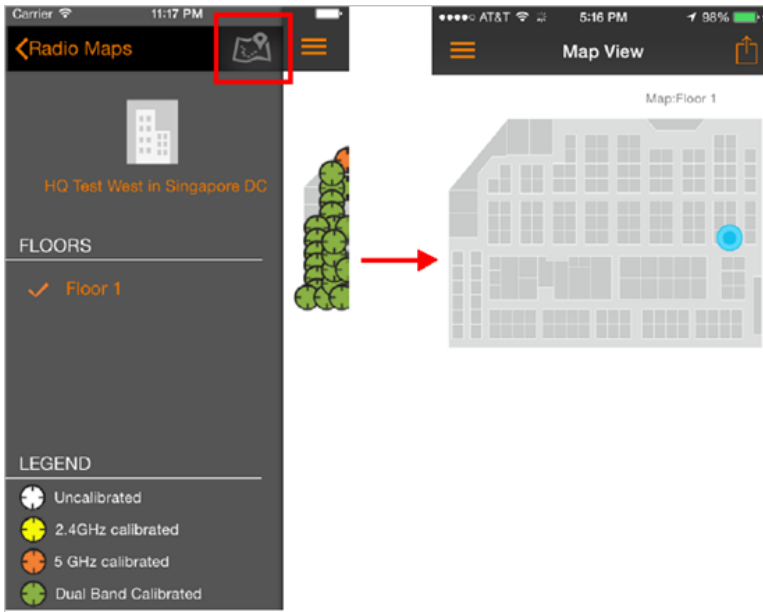 Carrier 11:17 PM
Radio Maps
HQ Test West in Singapore DC
FLOORS
Floor 1
LEGEND
Uncalibrated
2.4GHz calibrated
5 GHz calibrated
Dual Band Calibrated
AT&T 5:16 PM 98%
Map View
Map:Floor 1